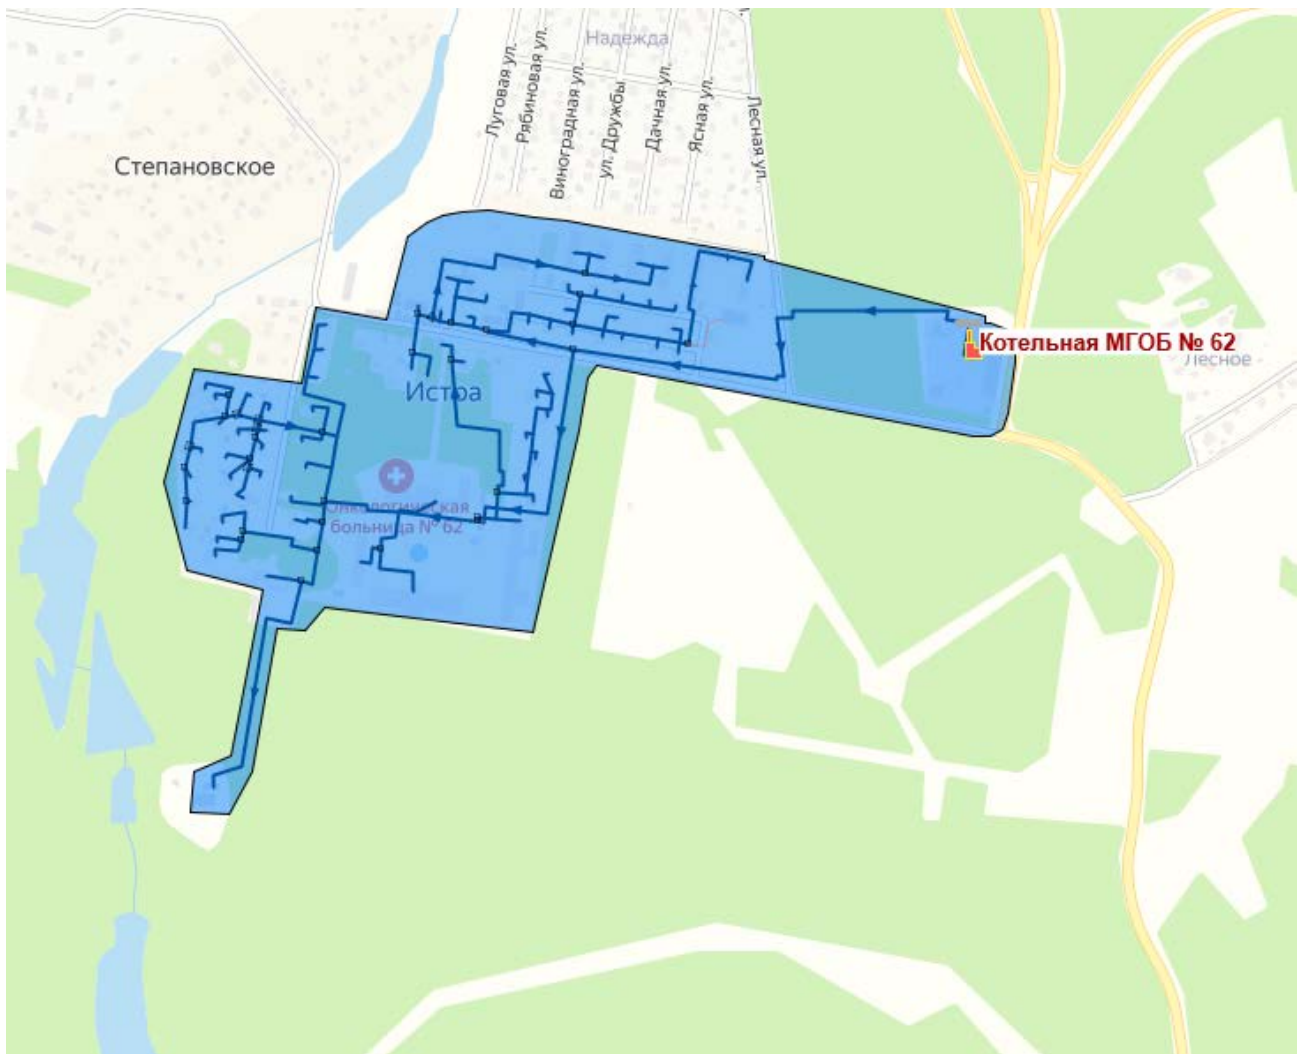 Надежда
Луговая ул.
Рябиновая ул.
Виноградная ул.
ул. Дружбы
Дачная ул.
Ясная ул.
Лесная ул.
Степановское
Котельная МГОБ № 62
Лесное
Истра
Онкологическая
больница № 62